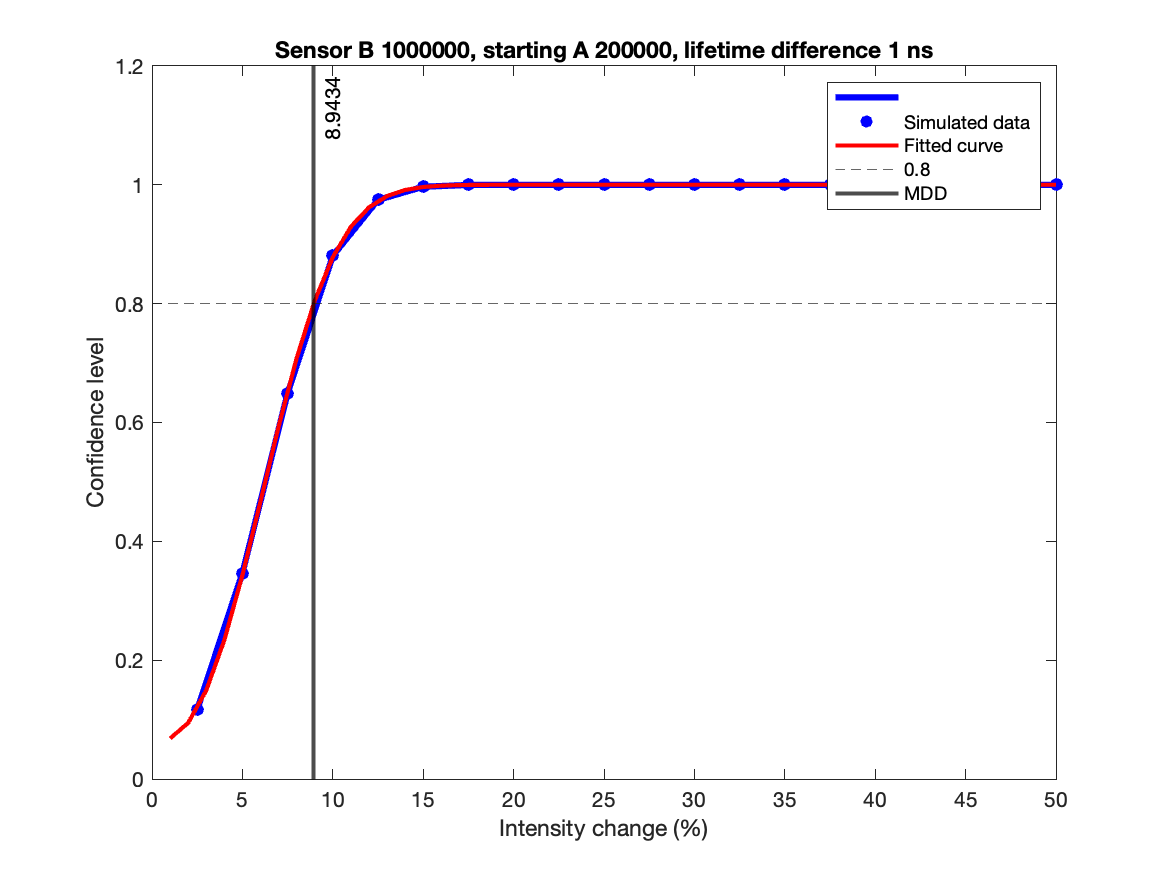 Sensor B 1000000, starting A 200000, lifetime difference 1 ns
1.2
1
0.8
0.6
0.4
0.2
0
Confidence level
8.9434
Simulated data
Fitted curve
0.8
MDD
0 5 10 15 20 25 30 35 40 45 50
Intensity change (%)